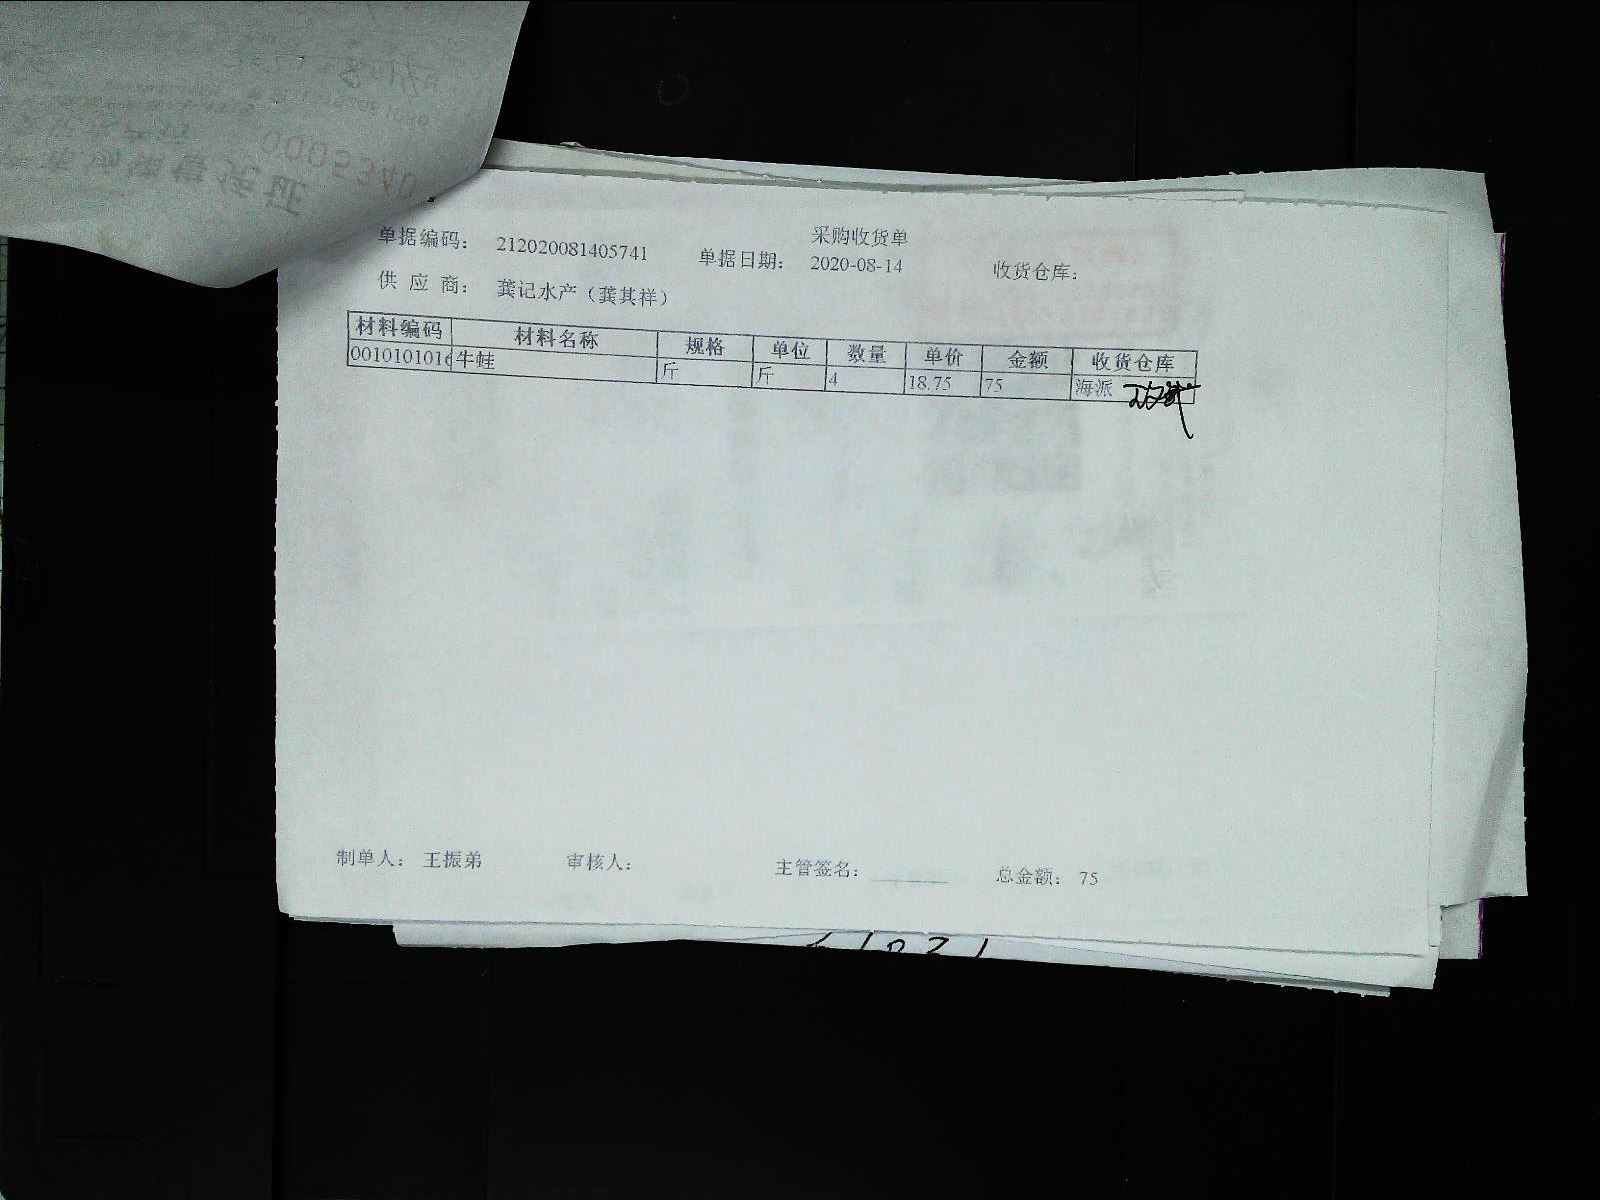 采购收货单
单据编码： 212020081405741 单据日期： 2020-08-14 收货仓库：
供 应 商： 龚记水产（龚其祥）
材料编码 材料名称 规格 单位 数量 单价 金额 收货仓库
0010101016 牛蛙 斤 斤 4 18.75 75 海派
制单人： 王振弟 审核人： 主管签名： 总金额： 75
0005340